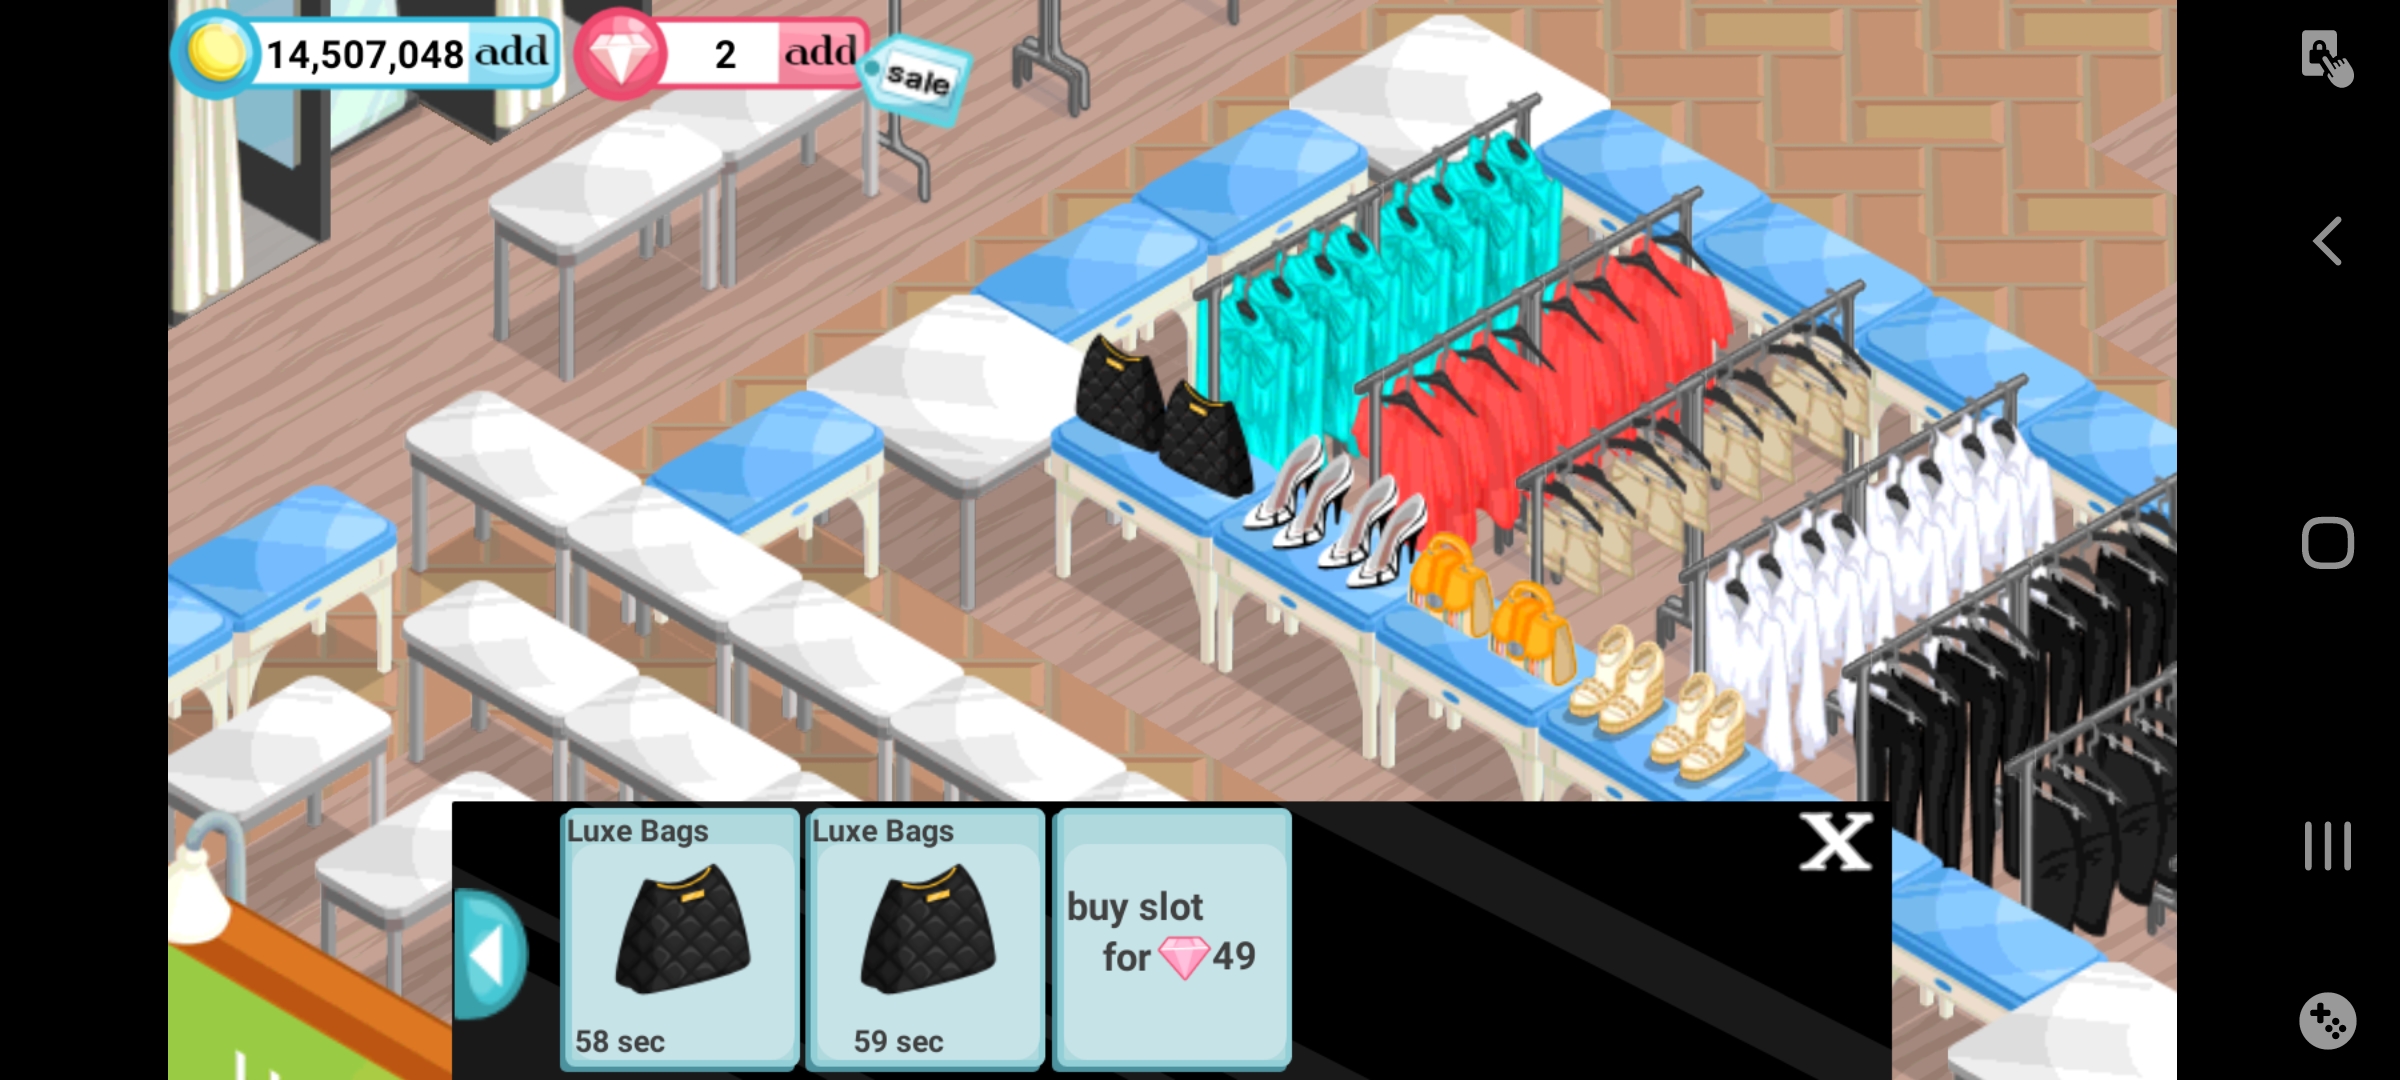 14,507,048 add
2 add
sale
Luxe Bags
58 sec
Luxe Bags
59 sec
buy slot
for 49
X